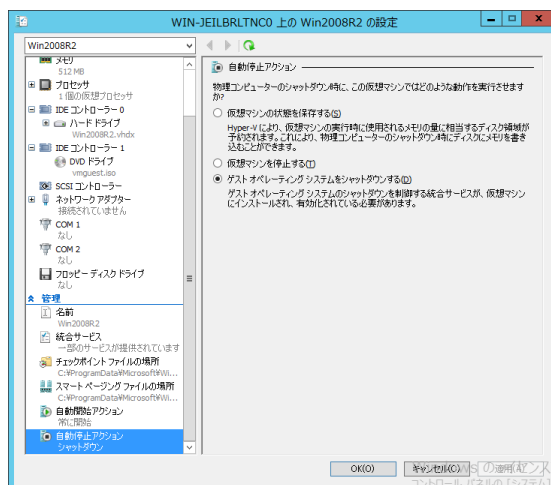 WIN-JEILBRLTNC0 上の Win2008R2 の設定
Win2008R2
メモリ
512 MB
プロセッサ
1 個の仮想プロセッサ
IDE コントローラー 0
ハード ドライブ
Win2008R2.vhdx
IDE コントローラー 1
DVD ドライブ
vmguest.iso
SCSI コントローラー
ネットワーク アダプター
接続されていません
COM 1
なし
COM 2
なし
フロッピー ディスク ドライブ
なし
管理
名前
Win2008R2
統合サービス
一部のサービスが提供されています
チェックポイント ファイルの場所
C:¥ProgramData¥Microsoft¥Wi...
スマート ページング ファイルの場所
C:¥ProgramData¥Microsoft¥Wi...
自動開始アクション
常に開始
自動停止アクション
シャットダウン
自動停止アクション
物理コンピューターのシャットダウン時に、この仮想マシンではどのような動作を実行させます
か?
仮想マシンの状態を保存する(S)
Hyper-V により、仮想マシンの実行時に使用されるメモリの量に相当するディスク領域が
予約されます。これにより、物理コンピューターのシャットダウン時にディスクにメモリを書き
込むことができます。
仮想マシンを停止する(T)
ゲスト オペレーティング システムをシャットダウンする(D)
ゲスト オペレーティング システムのシャットダウンを制御する統合サービスが、仮想マシン
にインストールされ、有効化されている必要があります。
OK(O)
キャンセル(C)
適用(A)
のライセンス
コントロール パネルの [システム]